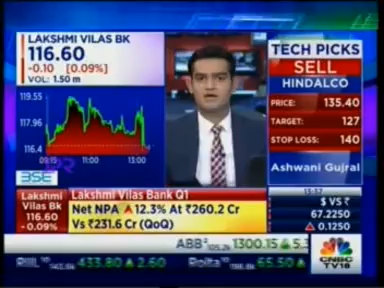 LAKSHMI VILAS BK
116.60
-0.10 [0.09%]
VOL: 1.50 m
119.55
117.96
116.4
09:15 11:00 13:00
BSE
TECH PICKS
SELL
HINDALCO
PRICE: 135.40
TARGET: 127
STOP LOSS: 140
Ashwani Gujral
Lakshmi
Vilas Bk
116.60
-0.09%
Lakshmi Vilas Bank Q1
Net NPA 12.3% At ₹260.2 Cr
Vs ₹231.6 Cr (QoQ)
13:37
$ VS ₹
67.2250
0.1250
ABB 1300.15 5.3
433.80 2.60
65.50
CNBC
TV18